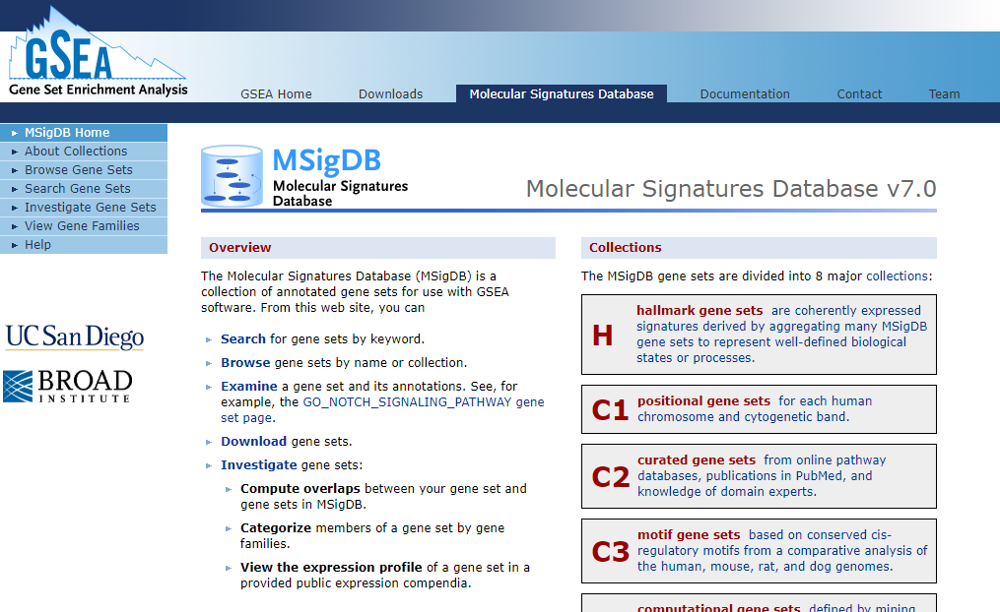 GSEA
Gene Set Enrichment Analysis
GSEA Home
Downloads
Molecular Signatures Database
Documentation
Contact
Team
MSigDB Home
About Collections
Browse Gene Sets
Search Gene Sets
Investigate Gene Sets
View Gene Families
Help
UC San Diego
BROAD
INSTITUTE
MSigDB
Molecular Signatures
Database
Molecular Signatures Database v7.0
Overview
The Molecular Signatures Database (MSigDB) is a
collection of annotated gene sets for use with GSEA
software. From this web site, you can
Search for gene sets by keyword.
Browse gene sets by name or collection.
Examine a gene set and its annotations. See, for
example, the GO_NOTCH_SIGNALING_PATHWAY gene
set page.
Download gene sets.
Investigate gene sets:
Compute overlaps between your gene set and
gene sets in MSigDB.
Categorize members of a gene set by gene
families.
View the expression profile of a gene set in a
provided public expression compendia.
Collections
The MSigDB gene sets are divided into 8 major collections:
H
hallmark gene sets are coherently expressed
signatures derived by aggregating many MSigDB
gene sets to represent well-defined biological
states or processes.
C1
positional gene sets for each human
chromosome and cytogenetic band.
C2
curated gene sets from online pathway
databases, publications in PubMed, and
knowledge of domain experts.
C3
motif gene sets based on conserved cis-
regulatory motifs from a comparative analysis of
the human, mouse, rat, and dog genomes.
computational gene sets defined by mining